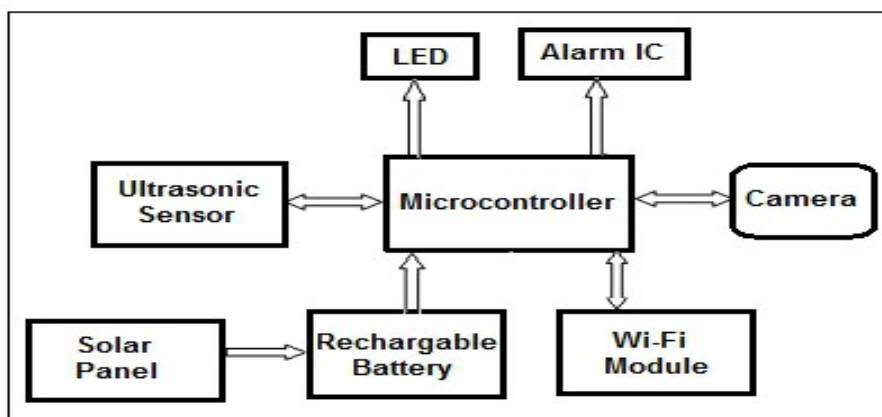 LED
Alarm IC
Ultrasonic
Sensor
Microcontroller
Camera
Solar
Panel
Rechargable
Battery
Wi-Fi
Module